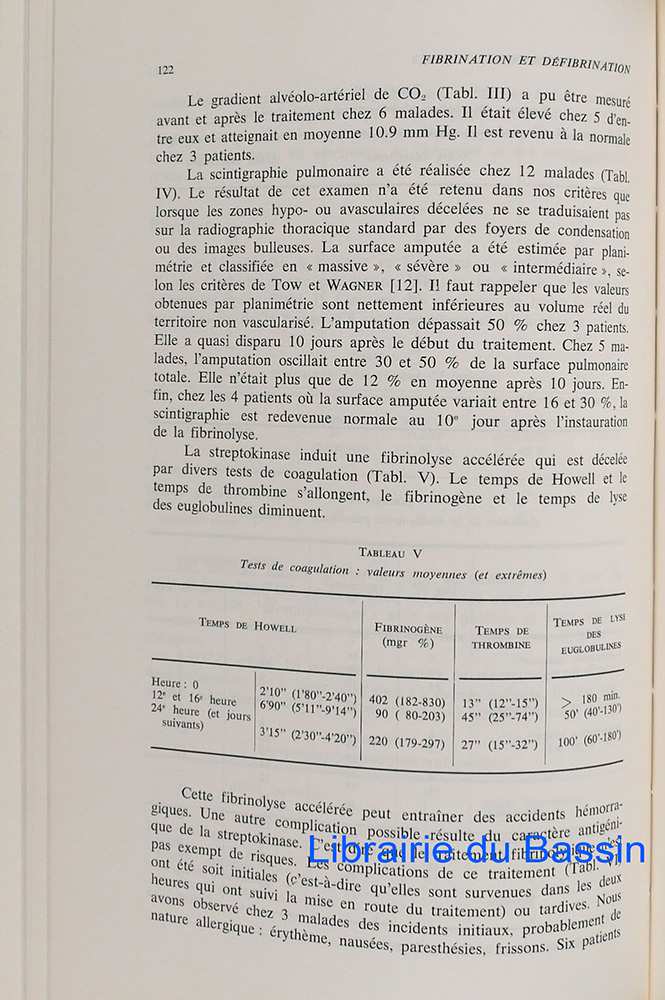 122
FIBRINATION ET DÉFIBRINATION
Le gradient alvéolo-artériel de CO₂ (Tabl. III) a pu être mesuré
avant et après le traitement chez 6 malades. Il était élevé chez 5 d'en-
tre eux et atteignait en moyenne 10.9 mm Hg. Il est revenu à la normale
chez 3 patients.
La scintigraphie pulmonaire a été réalisée chez 12 malades (Tabl.
IV). Le résultat de cet examen n'a été retenu dans nos critères que
lorsque les zones hypo- ou avasculaires décelées ne se traduisaient pas
sur la radiographie thoracique standard par des foyers de condensation
ou des images bulleuses. La surface amputée a été estimée par plani-
métrie et classifiée en « massive », « sévère » ou « intermédiaire », se-
lon les critères de TOW et WAGNER [12]. Il faut rappeler que les valeurs
obtenues par planimétrie sont nettement inférieures au volume réel du
territoire non vascularisé. L'amputation dépassait 50 % chez 3 patients.
Elle a quasi disparu 10 jours après le début du traitement. Chez 5 ma-
lades, l'amputation oscillait entre 30 et 50 % de la surface pulmonaire
totale. Elle n'était plus que de 12 % en moyenne après 10 jours. En-
fin, chez les 4 patients où la surface amputée variait entre 16 et 30 %, la
scintigraphie est redevenue normale au 10ᵉ jour après l'instauration
de la fibrinolyse.
La streptokinase induit une fibrinolyse accélérée qui est décelée
par divers tests de coagulation (Tabl. V). Le temps de Howell et le
temps de thrombine s'allongent, le fibrinogène et le temps de lyse
des euglobulines diminuent.
TABLEAU V
Tests de coagulation : valeurs moyennes (et extrêmes)
TEMPS DE HOWELL
FIBRINOGÈNE
(mgr %)
TEMPS DE
THROMBINE
TEMPS DE LYSE
DES
EUGLOBULINES
Heure : 0
2'10" (1'80"-2'40") 402 (182-830) 13" (12"-15") > 180 min.
12ᵉ et 16ᵉ heure 6'90" (5'11"-9'14") 90 ( 80-203) 45" (25"-74") 50' (40'-130')
24ᵉ heure (et jours
suivants) 3'15" (2'30"-4'20") 220 (179-297) 27" (15"-32") 100' (60'-180')
Cette fibrinolyse accélérée peut entraîner des accidents hémorra-
giques. Une autre complication possible résulte du caractère antigéni-
que de la streptokinase. C'est dire que le traitement fibrinolytique n'est
pas exempt de risques. Les complications de ce traitement (Tabl.
ont été soit initiales (c'est-à-dire qu'elles sont survenues dans les deux
heures qui ont suivi la mise en route du traitement) ou tardives. Nous
avons observé chez 3 malades des incidents initiaux, probablement de
nature allergique : érythème, nausées, paresthésies, frissons. Six patients
Librairie du Bassin